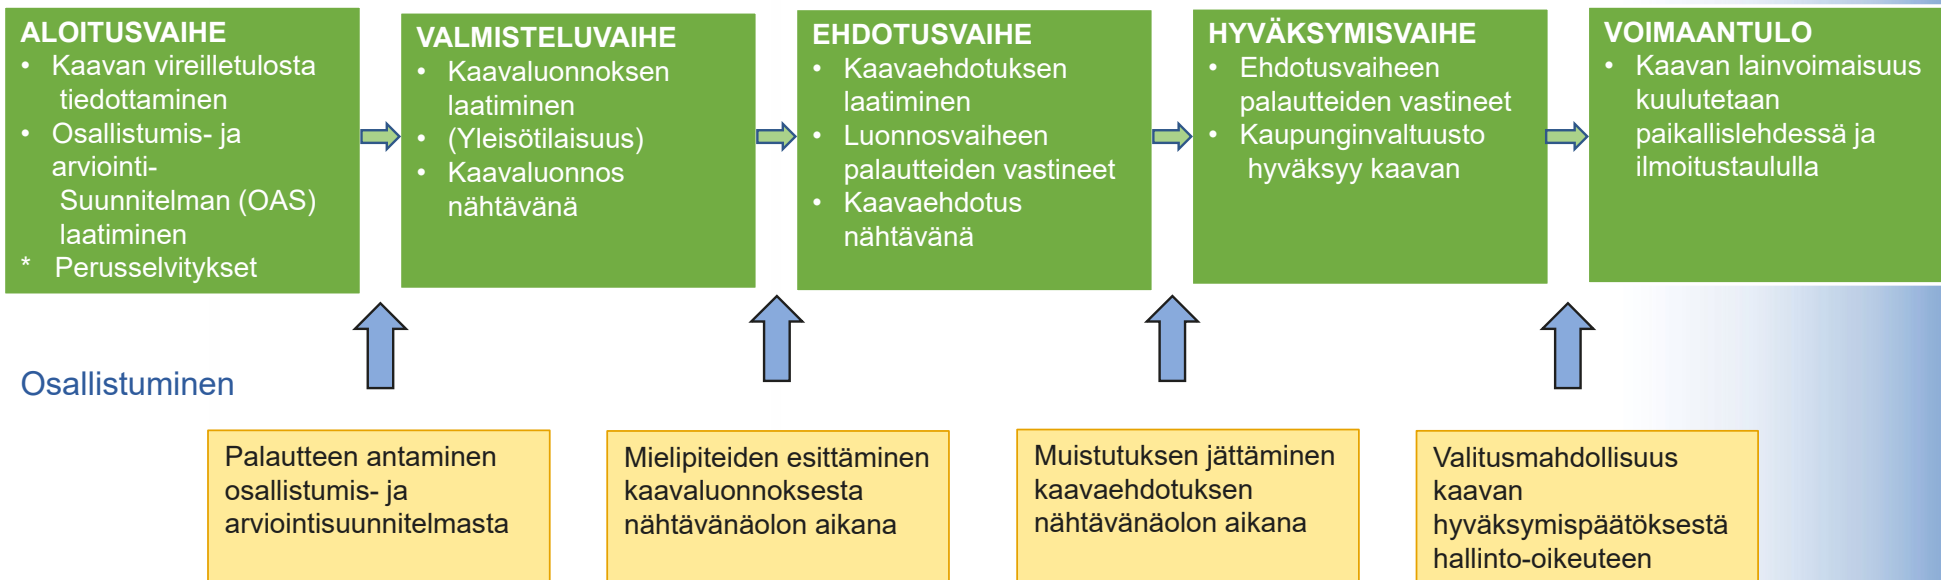 ALOITUSVAIHE
• Kaavan vireilletulosta
tiedottaminen
• Osallistumis- ja
arviointi-
Suunnitelman (OAS)
laatiminen
* Perusselvitykset
VALMISTELUVAIHE
• Kaavaluonnoksen
laatiminen
• (Yleisötilaisuus)
• Kaavaluonnos
nähtävänä
EHDOTUSVAIHE
• Kaavaehdotuksen
laatiminen
• Luonnosvaiheen
palautteiden vastineet
• Kaavaehdotus
nähtävänä
HYVÄKSYMISVAIHE
• Ehdotusvaiheen
palautteiden vastineet
• Kaupunginvaltuusto
hyväksyy kaavan
VOIMAANTULO
• Kaavan lainvoimaisuus
kuulutetaan
paikallislehdessä ja
ilmoitustaululla
Osallistuminen
Palautteen antaminen
osallistumis- ja
arviointisuunnitelmasta
Mielipiteiden esittäminen
kaavaluonnoksesta
nähtävänäolon aikana
Muistutuksen jättäminen
kaavaehdotuksen
nähtävänäolon aikana
Valitusmahdollisuus
kaavan
hyväksymispäätöksestä
hallinto-oikeuteen